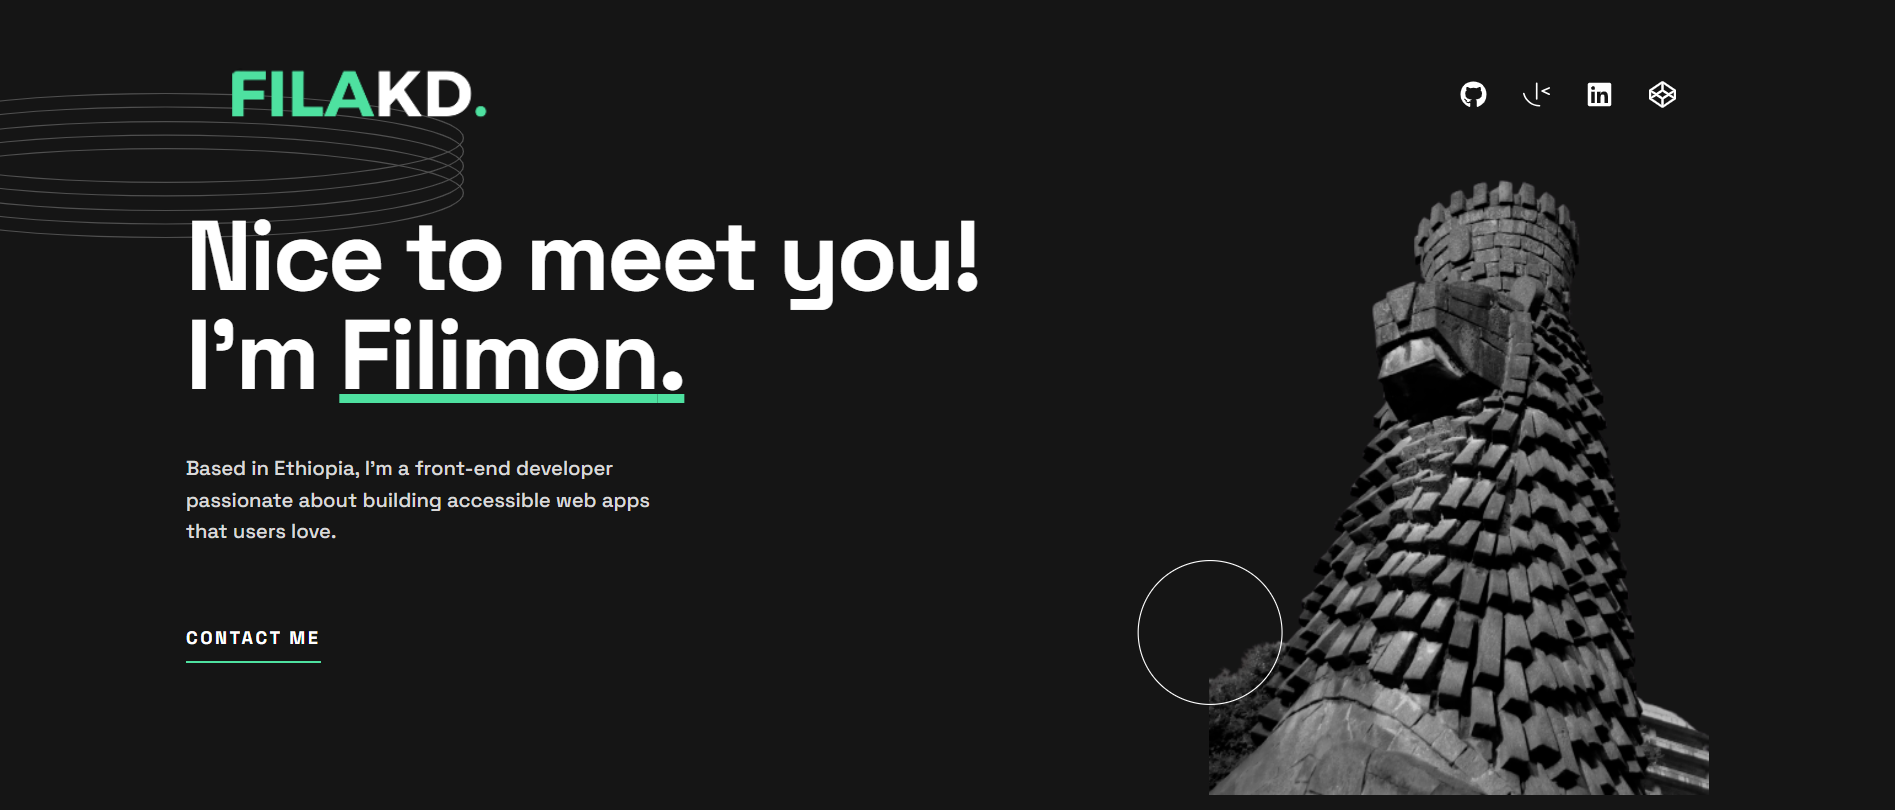 FILAKD.
Nice to meet you!
I’m Filimon.
Based in Ethiopia, I’m a front-end developer
passionate about building accessible web apps
that users love.
CONTACT ME